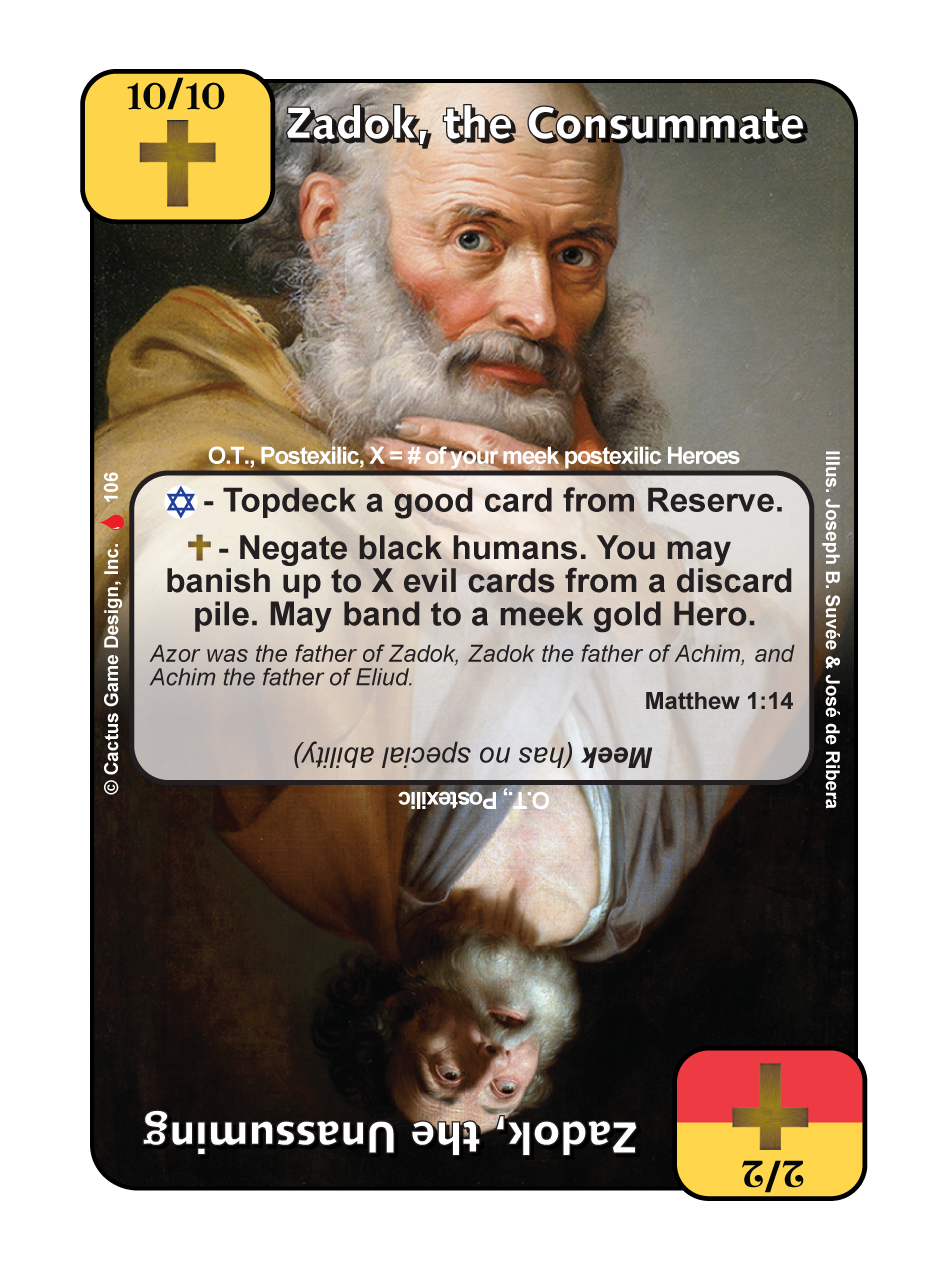 10/10
Zadok, the Consummate
O.T., Postexilic, X = # of your meek postexilic Heroes
- Topdeck a good card from Reserve.
- Negate black humans. You may
banish up to X evil cards from a discard
pile. May band to a meek gold Hero.
Azor was the father of Zadok, Zadok the father of Achim, and
Achim the father of Eliud.
Matthew 1:14
Meek (has no special ability)
O.T., Postexilic
Zadok, the Unassuming
2/2
© Cactus Game Design, Inc. 106
Illus. Joseph B. Suvée & José de Ribera